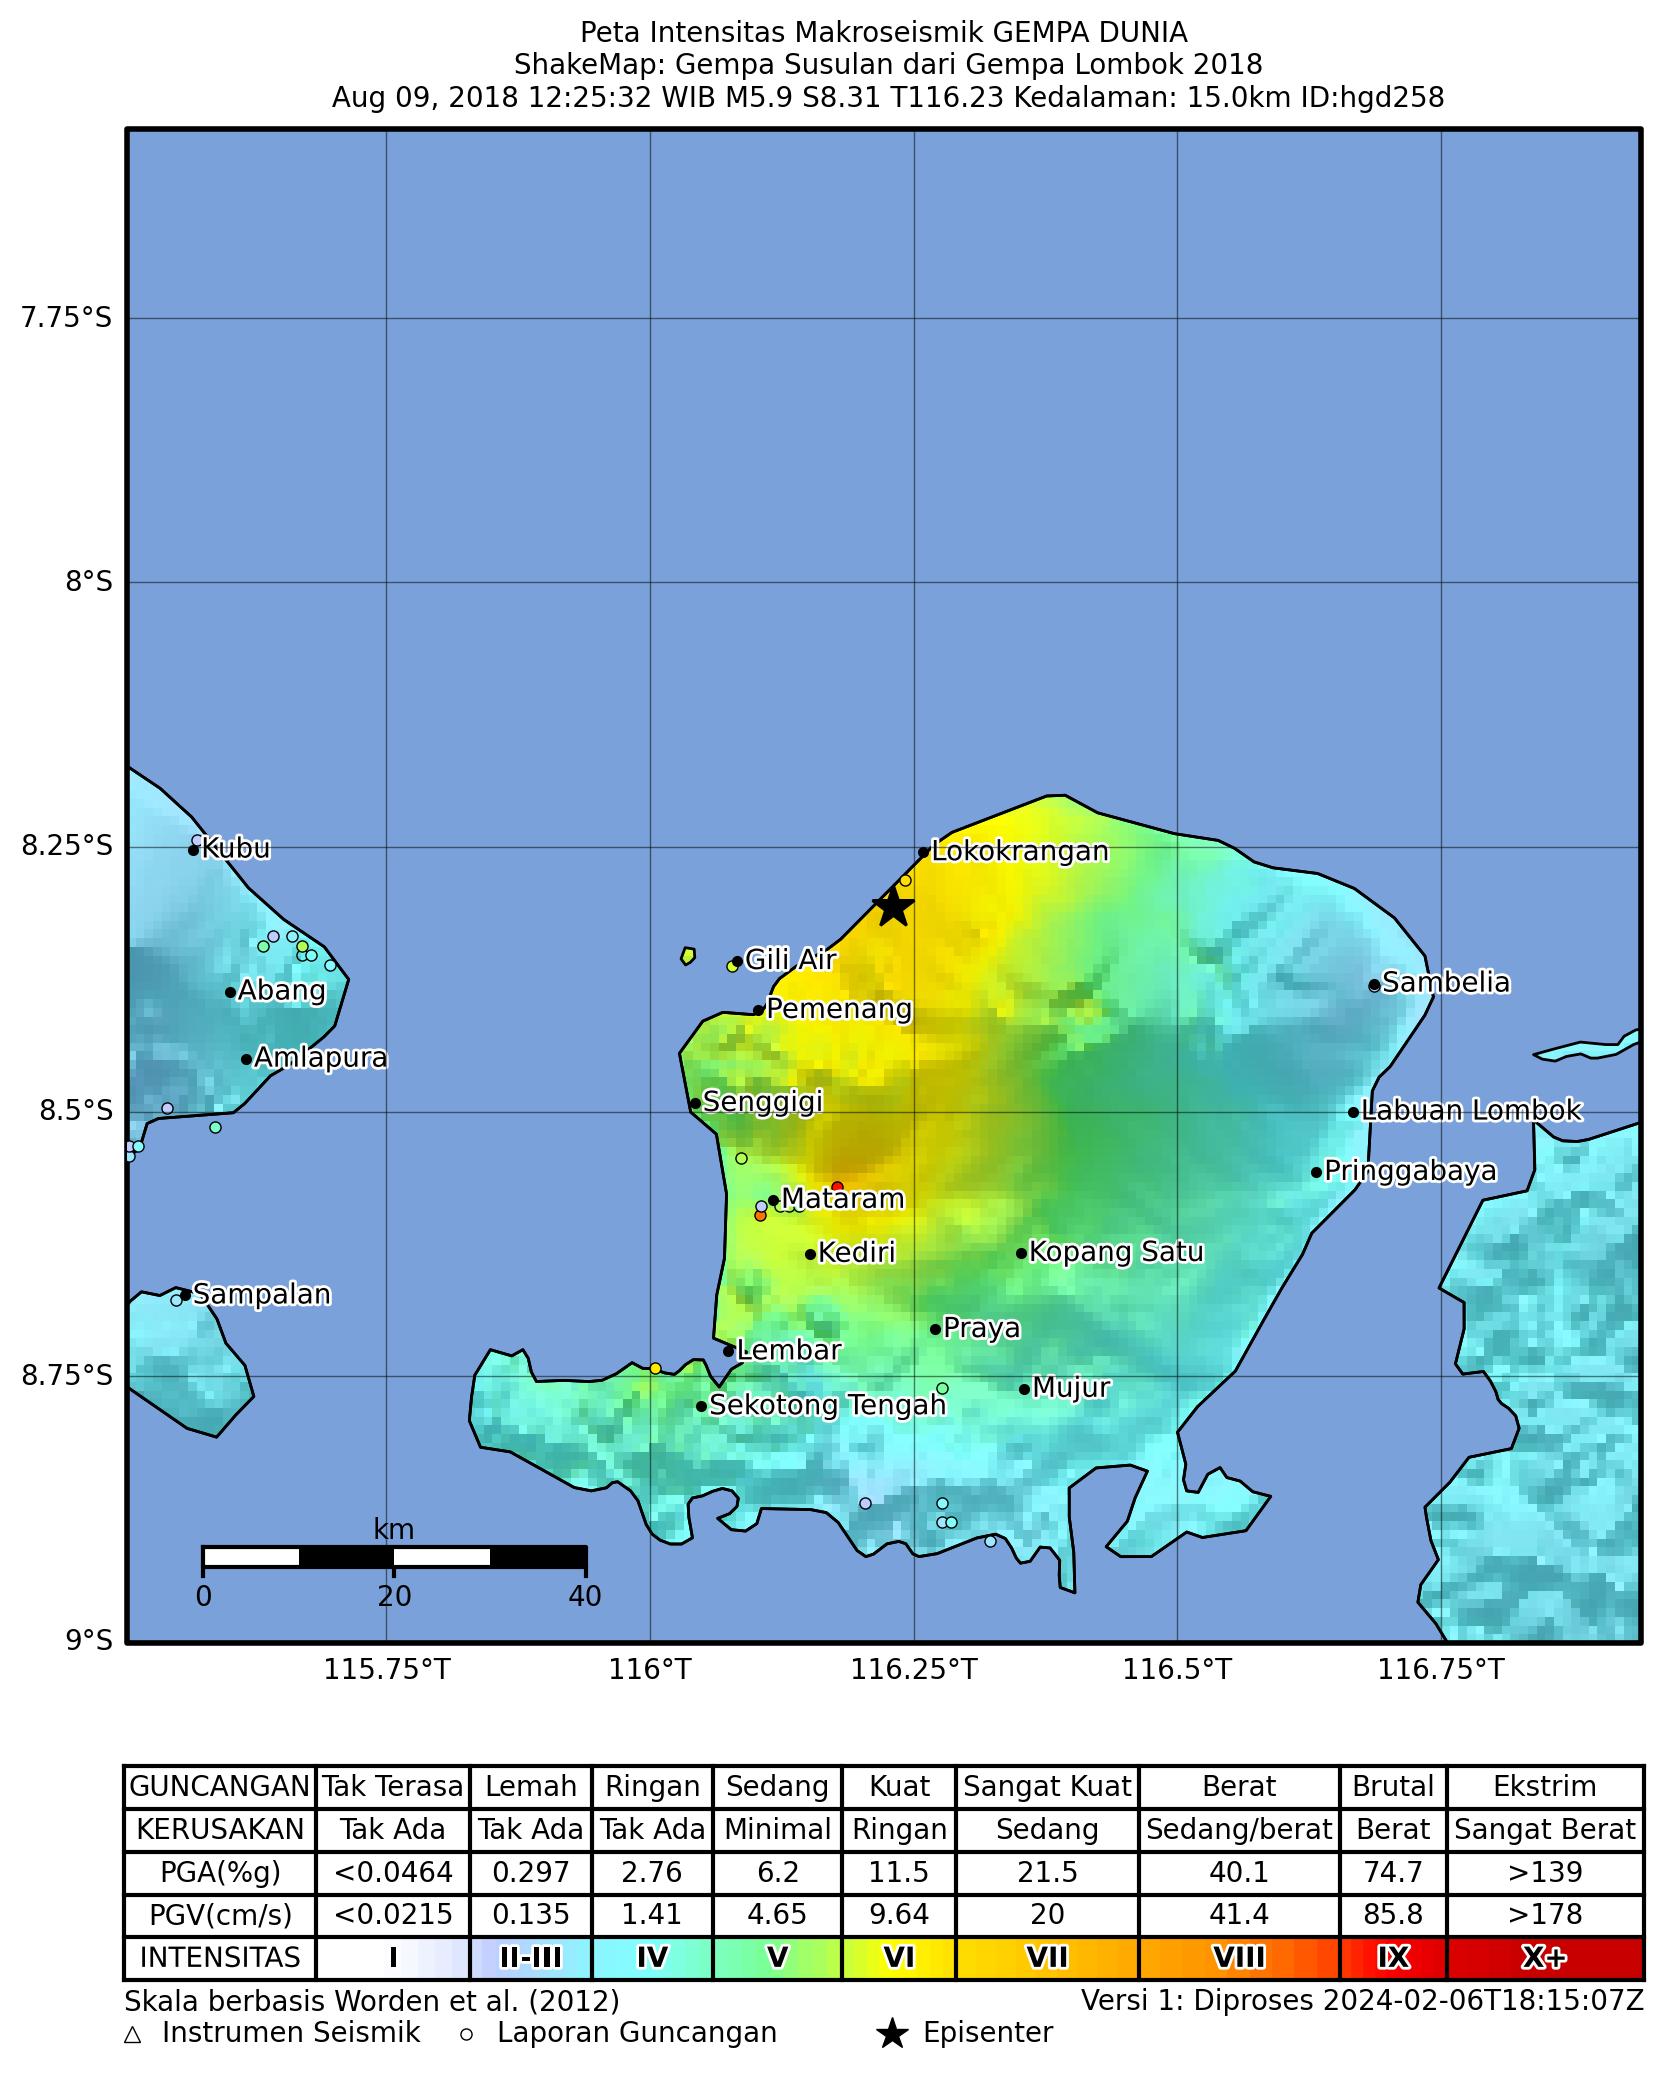 Peta Intensitas Makroseismik GEMPA DUNIA
ShakeMap: Gempa Susulan dari Gempa Lombok 2018
Aug 09, 2018 12:25:32 WIB M5.9 S8.31 T116.23 Kedalaman: 15.0km ID:hgd258
7.75°S
8°S
8.25°S
Kubu
Lokokrangan
Gili Air
Sambelia
Abang
Pemenang
Amlapura
8.5°S
Senggigi
Labuan Lombok
Pringgabaya
Mataram
Kediri
Kopang Satu
Sampalan
Praya
Lembar
8.75°S
Mujur
Sekotong Tengah
km
0 20 40
9°S
115.75°T 116°T 116.25°T 116.5°T 116.75°T
GUNCANGAN Tak Terasa Lemah Ringan Sedang Kuat Sangat Kuat Berat Brutal Ekstrim
KERUSAKAN Tak Ada Tak Ada Tak Ada Minimal Ringan Sedang Sedang/berat Berat Sangat Berat
PGA(%g) <0.0464 0.297 2.76 6.2 11.5 21.5 40.1 74.7 >139
PGV(cm/s) <0.0215 0.135 1.41 4.65 9.64 20 41.4 85.8 >178
INTENSITAS I II-III IV V VI VII VIII IX X+
Skala berbasis Worden et al. (2012) Versi 1: Diproses 2024-02-06T18:15:07Z
Instrumen Seismik Laporan Guncangan Episenter